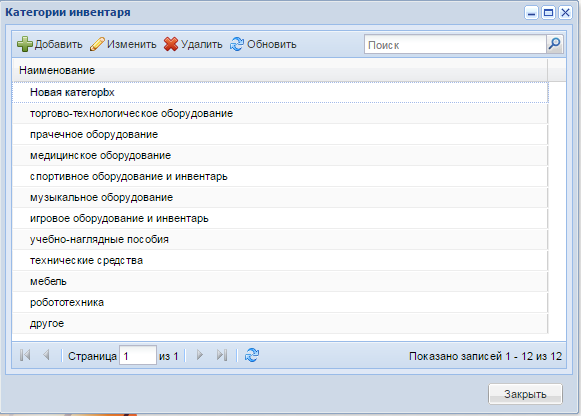 Категории инвентаря
Добавить Изменить Удалить Обновить Поиск
Наименование
Новая категорbх
торгово-технологическое оборудование
прачечное оборудование
медицинское оборудование
спортивное оборудование и инвентарь
музыкальное оборудование
игровое оборудование и инвентарь
учебно-наглядные пособия
технические средства
мебель
робототехника
другое
Страница 1 из 1 Показано записей 1 - 12 из 12
Закрыть